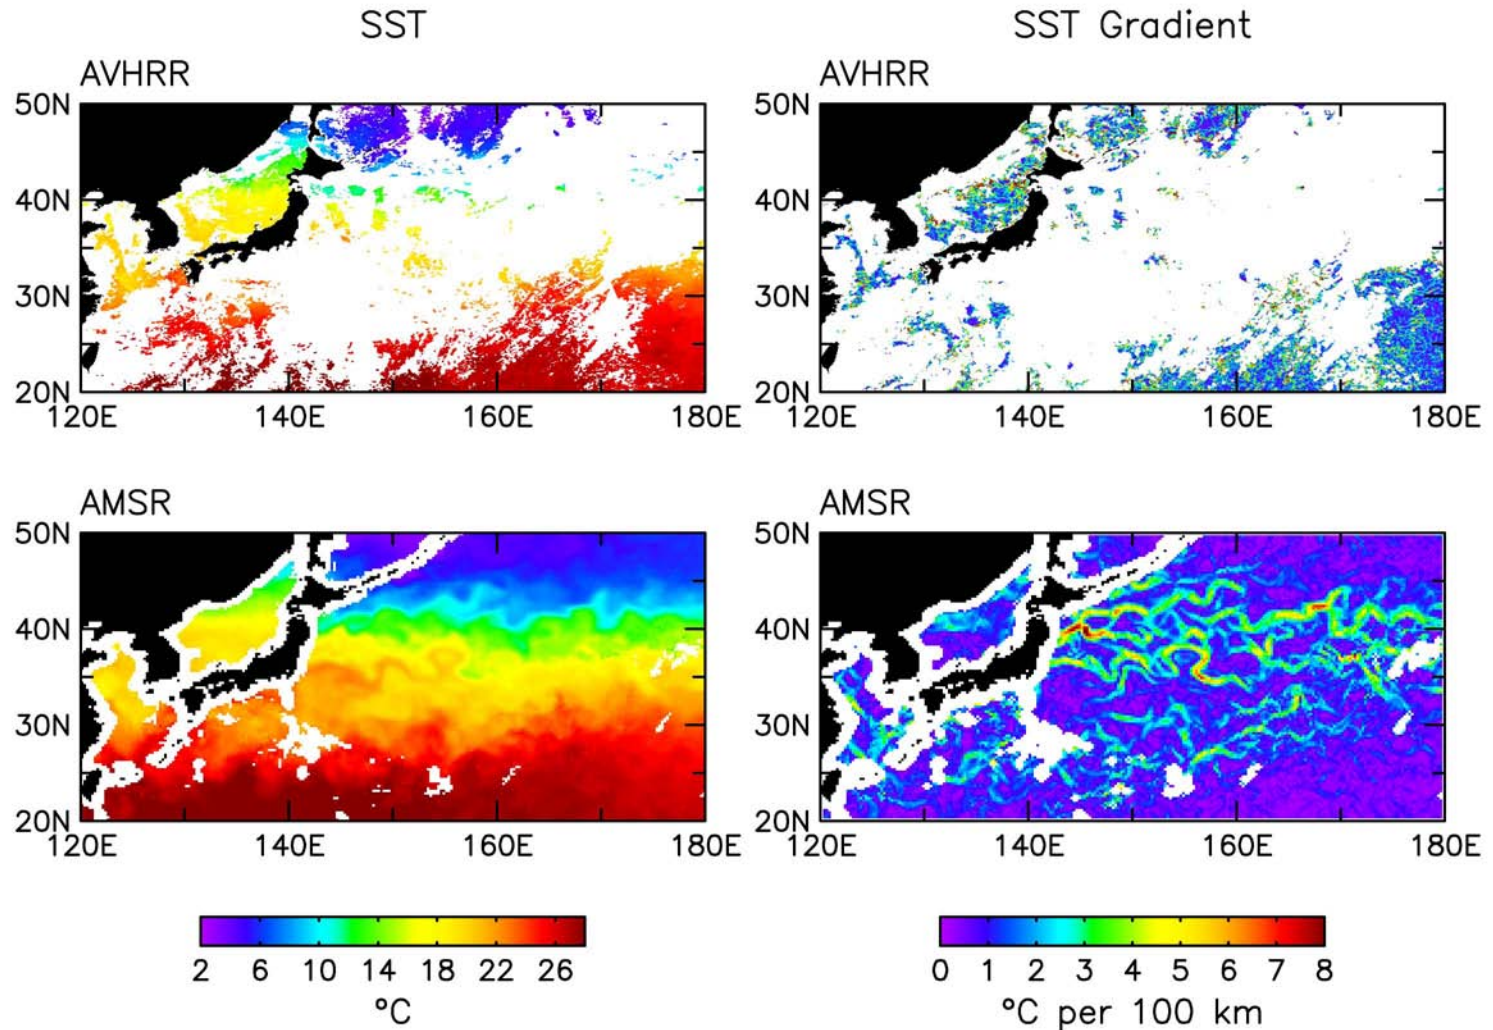 SST SST Gradient
AVHRR AVHRR
50N 50N
40N 40N
30N 30N
20N 20N
120E 140E 160E 180E 120E 140E 160E 180E
AMSR AMSR
50N 50N
40N 40N
30N 30N
20N 20N
120E 140E 160E 180E 120E 140E 160E 180E
2 6 10 14 18 22 26 0 1 2 3 4 5 6 7 8
°C °C per 100 km